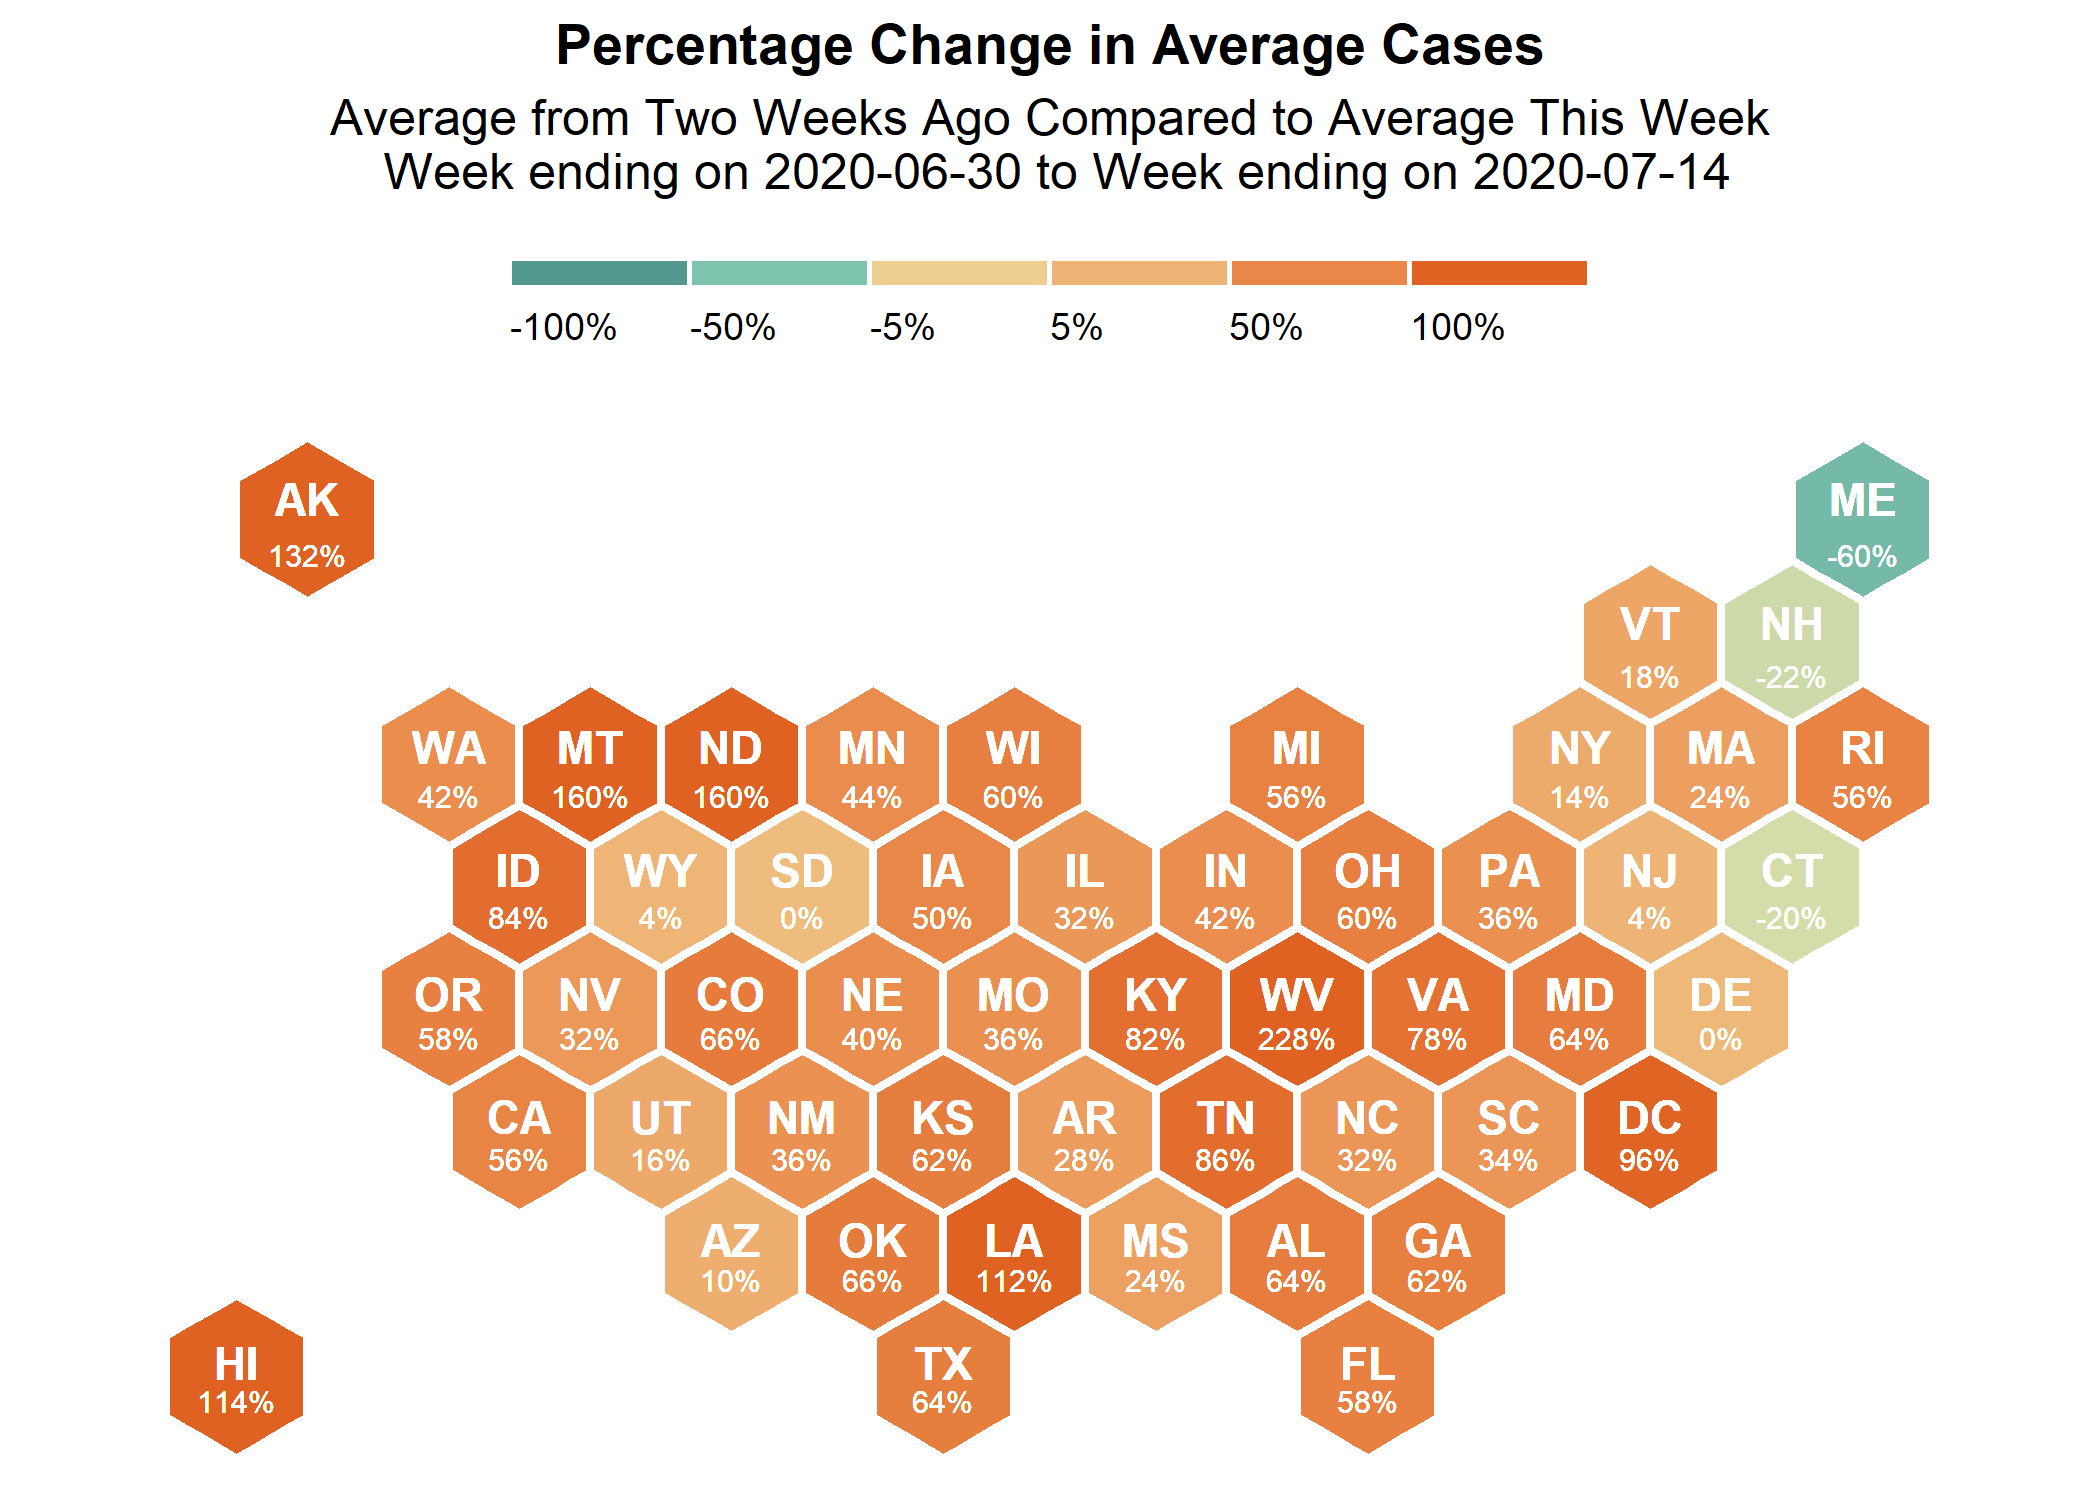 Percentage Change in Average Cases
Average from Two Weeks Ago Compared to Average This Week
Week ending on 2020-06-30 to Week ending on 2020-07-14
-100% -50% -5% 5% 50% 100%
AK ME
132% -60%
VT NH
18% -22%
WA MT ND MN WI MI NY MA RI
42% 160% 160% 44% 60% 56% 14% 24% 56%
ID WY SD IA IL IN OH PA NJ CT
84% 4% 0% 50% 32% 42% 60% 36% 4% -20%
OR NV CO NE MO KY WV VA MD DE
58% 32% 66% 40% 36% 82% 228% 78% 64% 0%
CA UT NM KS AR TN NC SC DC
56% 16% 36% 62% 28% 86% 32% 34% 96%
AZ OK LA MS AL GA
10% 66% 112% 24% 64% 62%
HI TX FL
114% 64% 58%